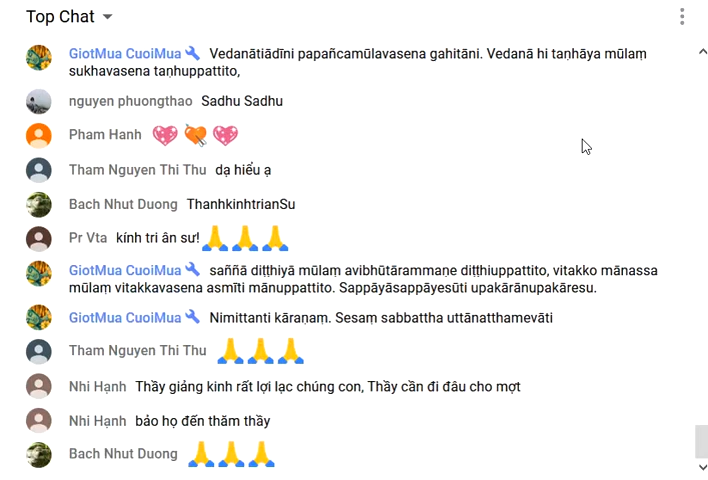 Top Chat
GiotMua CuoiMua Vedanātiādīni papañcamūlavasena gahitāni. Vedanā hi taṇhāya mūlaṃ
sukhavasena taṇhuppattito,
nguyen phuongthao Sadhu Sadhu
Pham Hanh
Tham Nguyen Thi Thu dạ hiểu ạ
Bach Nhut Duong ThanhkinhtrianSu
Pr Vta kính tri ân sư!
GiotMua CuoiMua saññā diṭṭhiyā mūlaṃ avibhūtārammaṇe diṭṭhiuppattito, vitakko mānassa
mūlaṃ vitakkavasena asmīti mānuppattito. Sappāyāsappāyesūti upakārānupakāresu.
GiotMua CuoiMua Nimittanti kāraṇaṃ. Sesaṃ sabbattha uttānatthamevāti
Tham Nguyen Thi Thu
Nhi Hạnh Thầy giảng kinh rất lợi lạc chúng con, Thầy cần đi đâu cho mợt
Nhi Hạnh bảo họ đến thăm thầy
Bach Nhut Duong